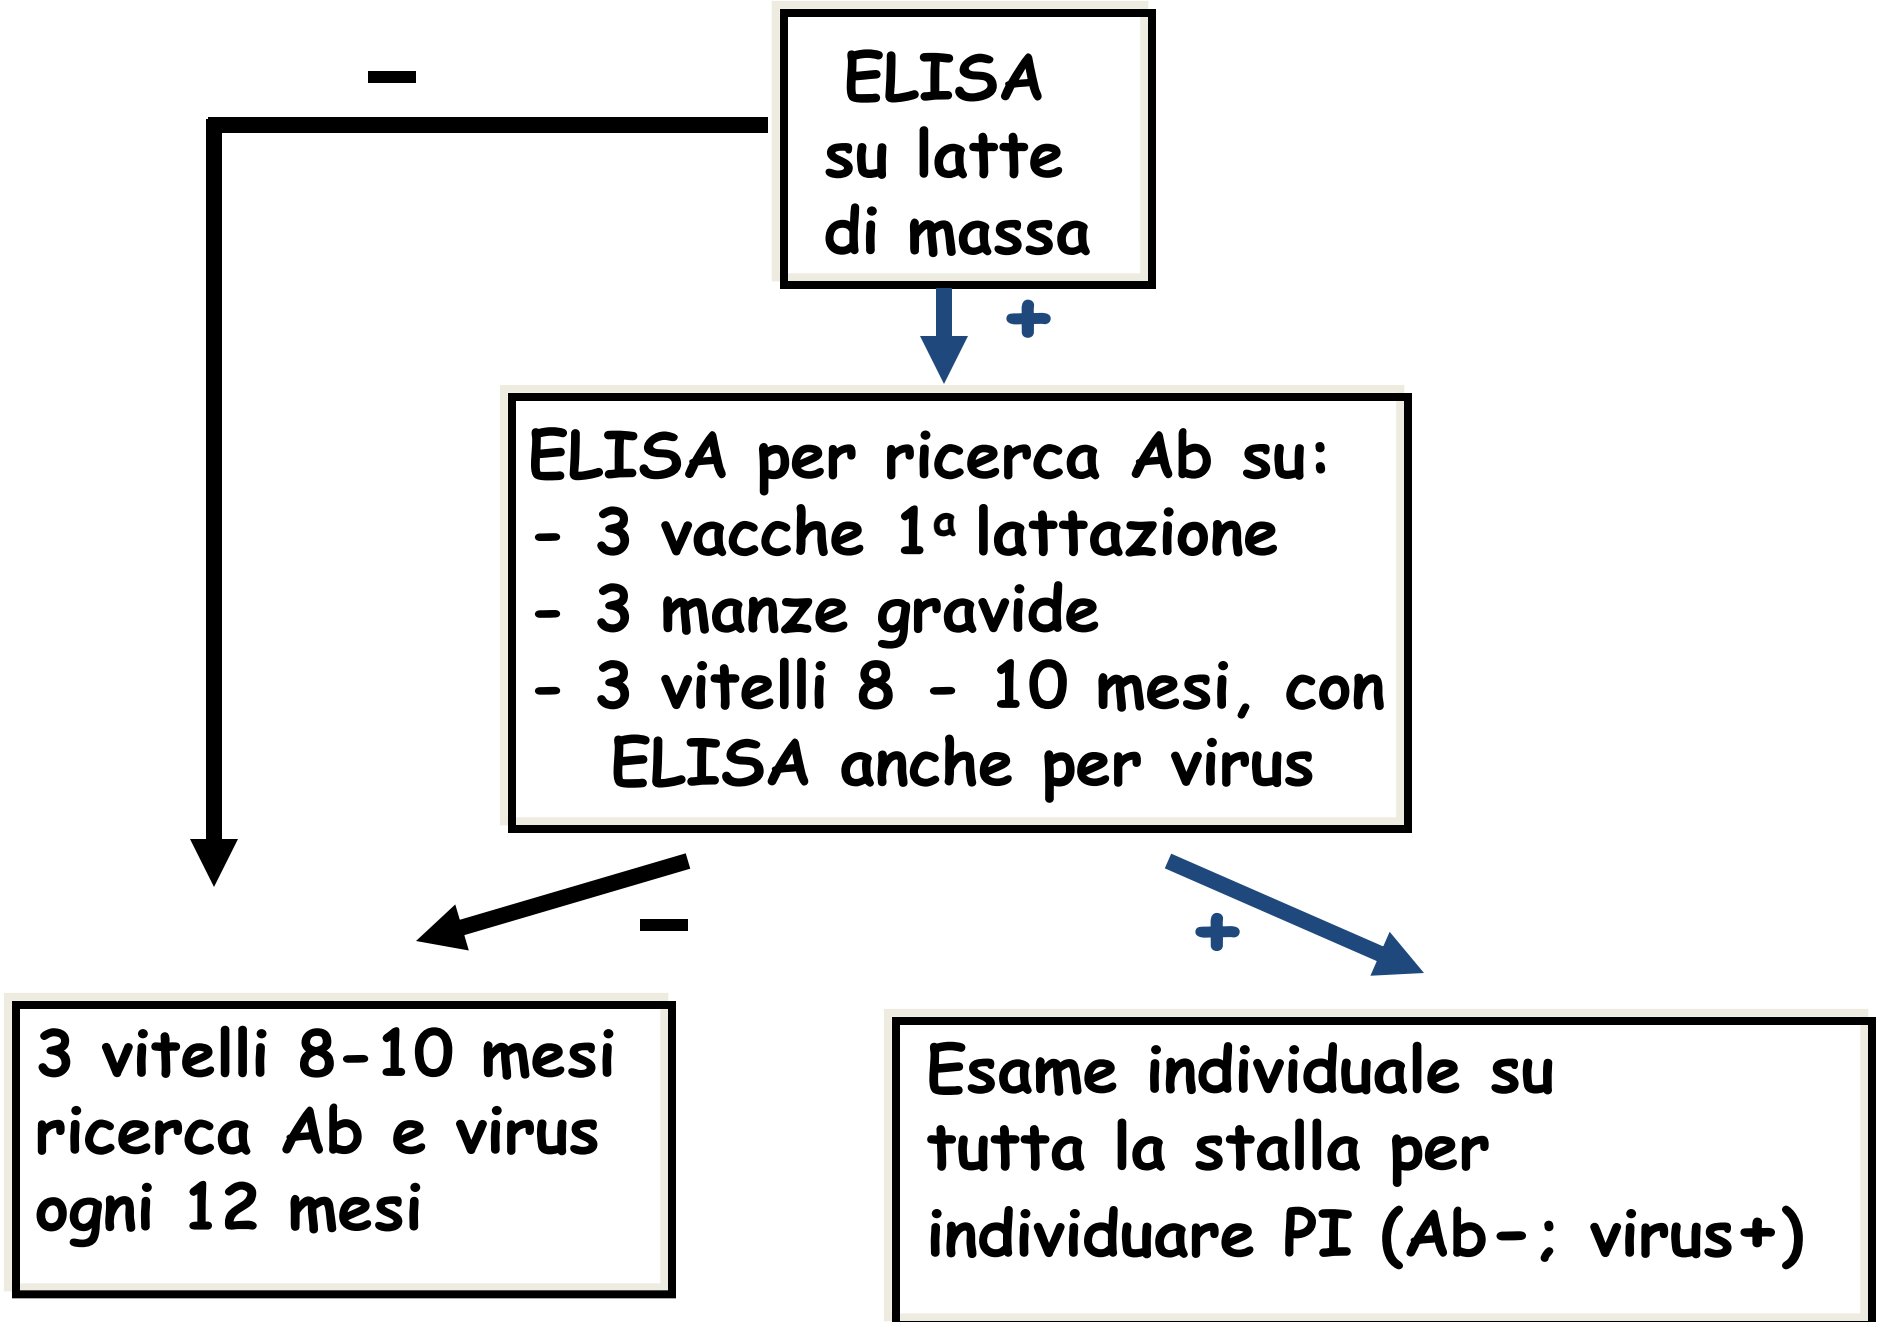 –
ELISA
su latte
di massa
+
ELISA per ricerca Ab su:
- 3 vacche 1ª lattazione
- 3 manze gravide
- 3 vitelli 8 - 10 mesi, con
ELISA anche per virus
–
+
3 vitelli 8-10 mesi
ricerca Ab e virus
ogni 12 mesi
Esame individuale su
tutta la stalla per
individuare PI (Ab-; virus+)